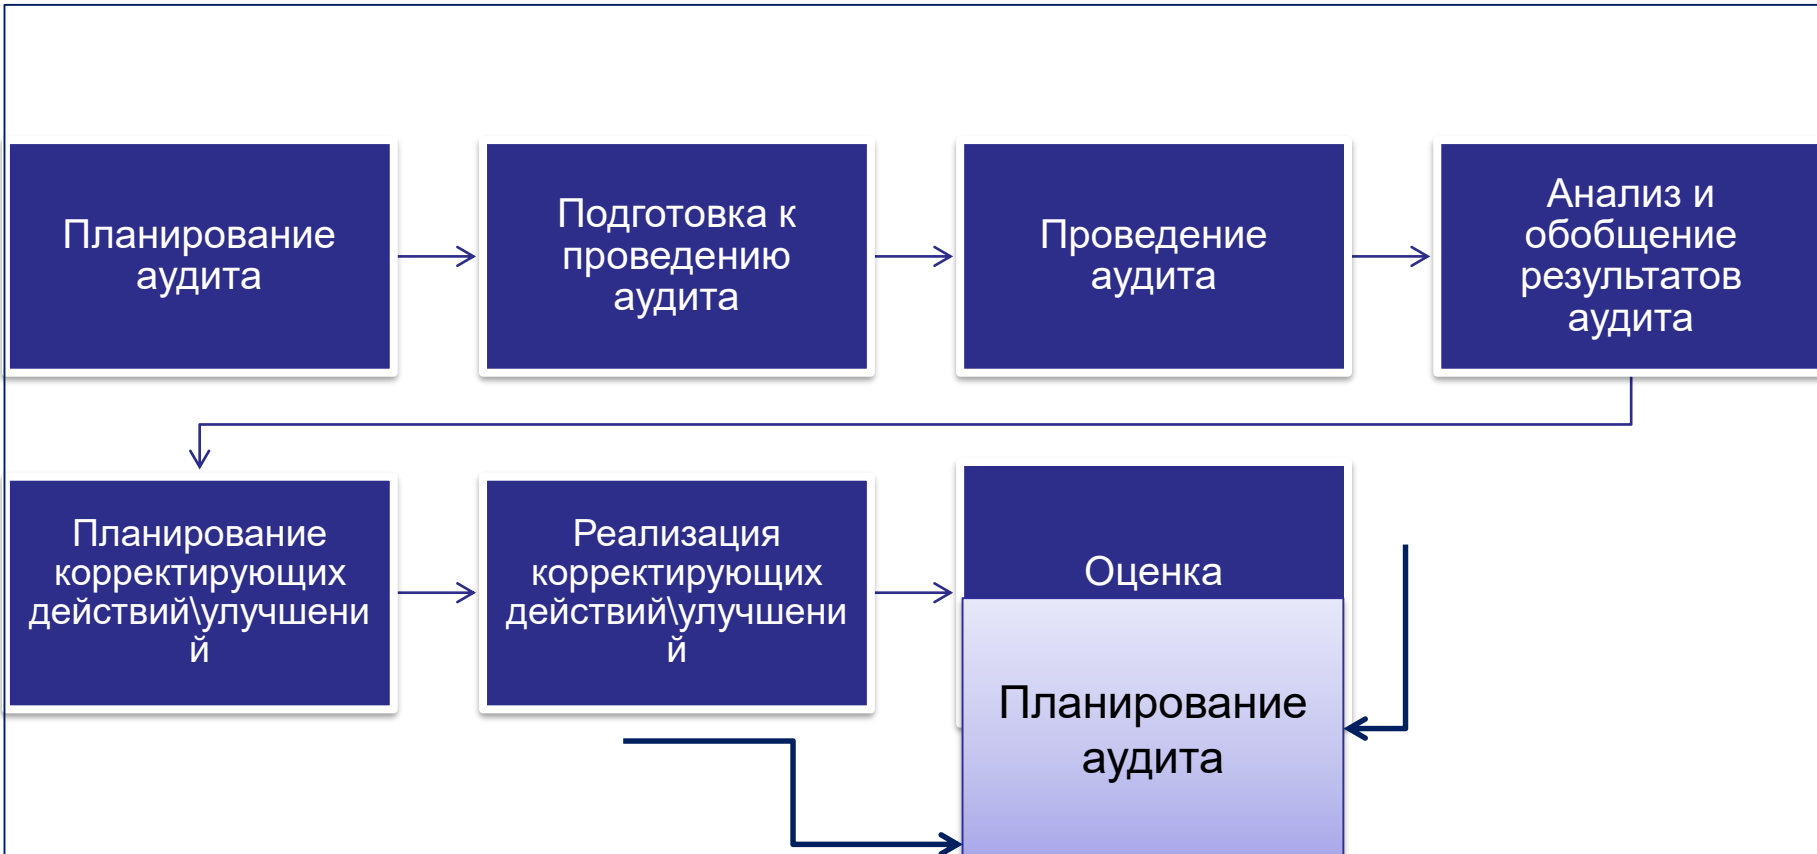 Планирование
аудита
Подготовка к
проведению
аудита
Проведение
аудита
Анализ и
обобщение
результатов
аудита
Планирование
корректирующих
действий\улучшени
й
Реализация
корректирующих
действий\улучшени
й
Оценка
Планирование
аудита